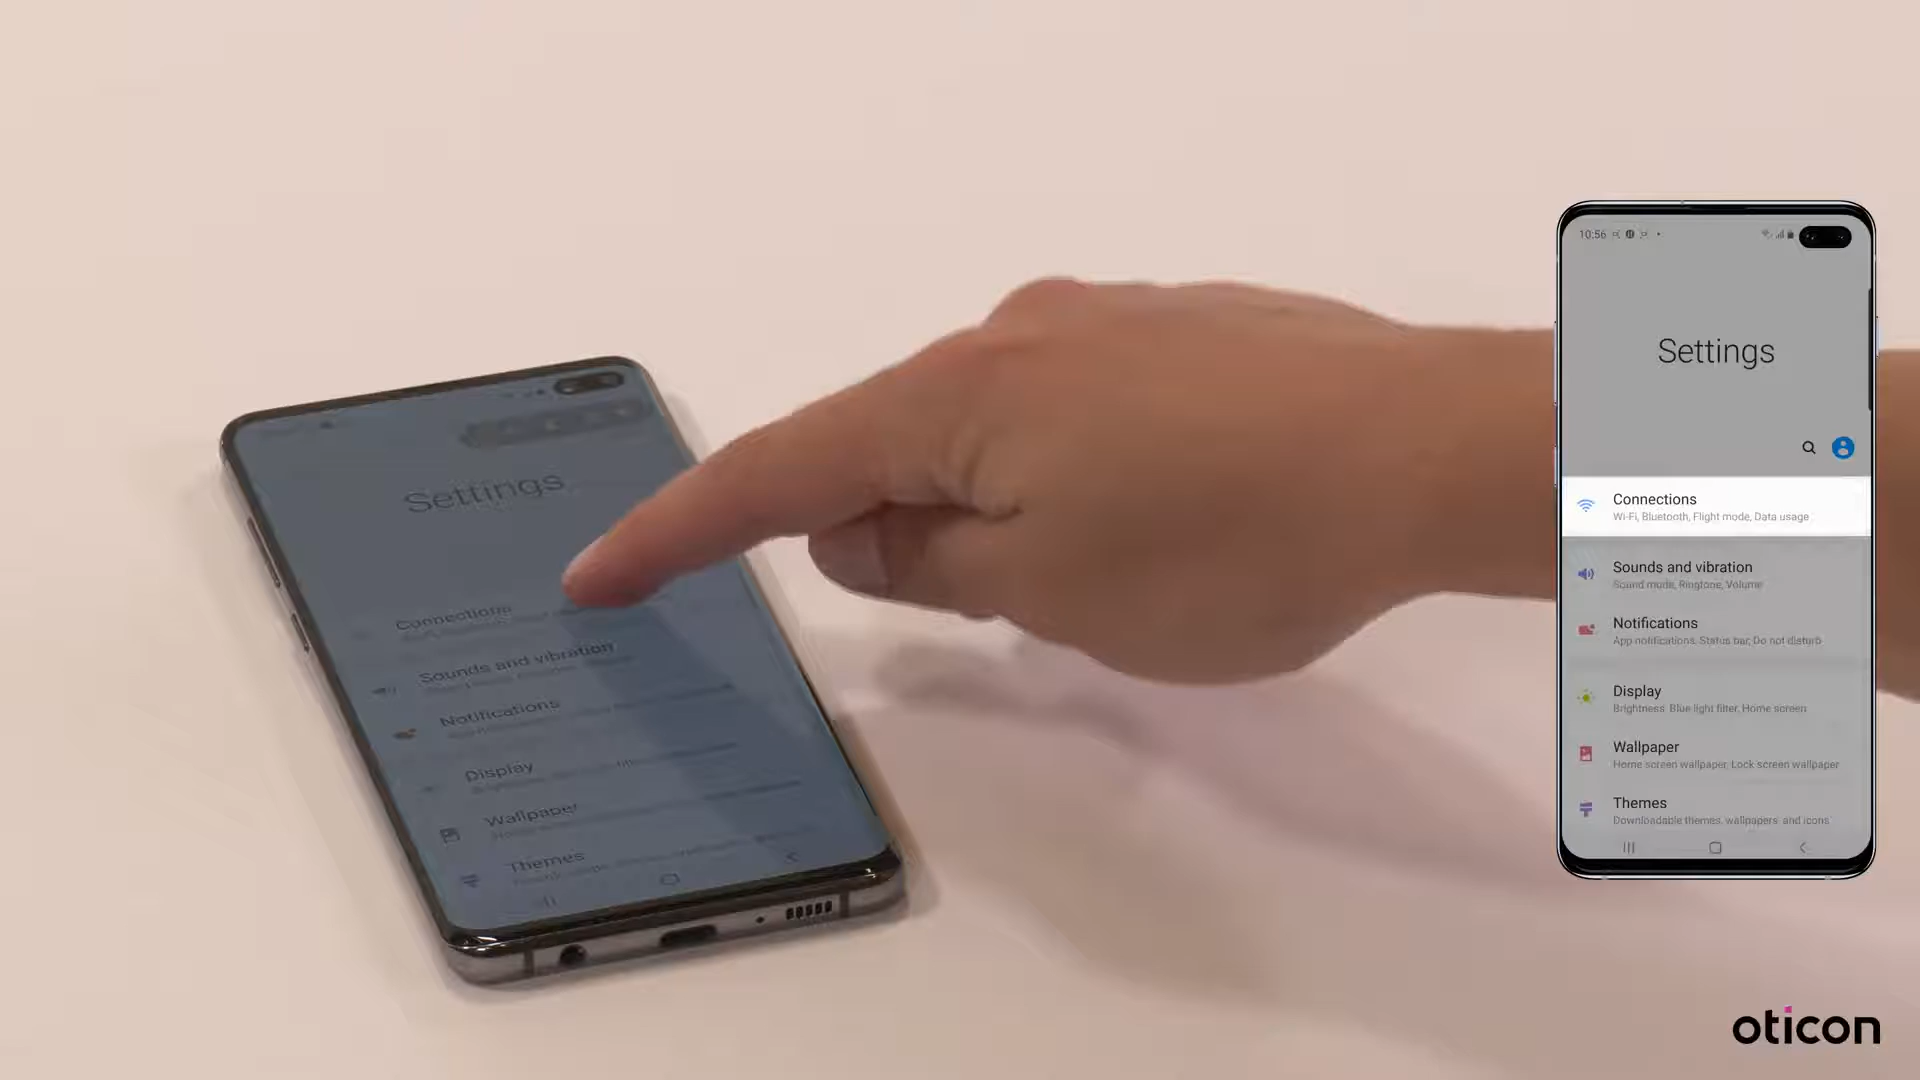 Settings
Connections
Sounds and vibration
Notifications
Display
Wallpaper
Themes
10:56
Settings
Connections
Wi-Fi, Bluetooth, Flight mode, Data usage
Sounds and vibration
Sound mode, Ringtone, Volume
Notifications
App notifications, Status bar, Do not disturb
Display
Brightness, Blue light filter, Home screen
Wallpaper
Home screen wallpaper, Lock screen wallpaper
Themes
Downloadable themes, wallpapers, and icons
oticon